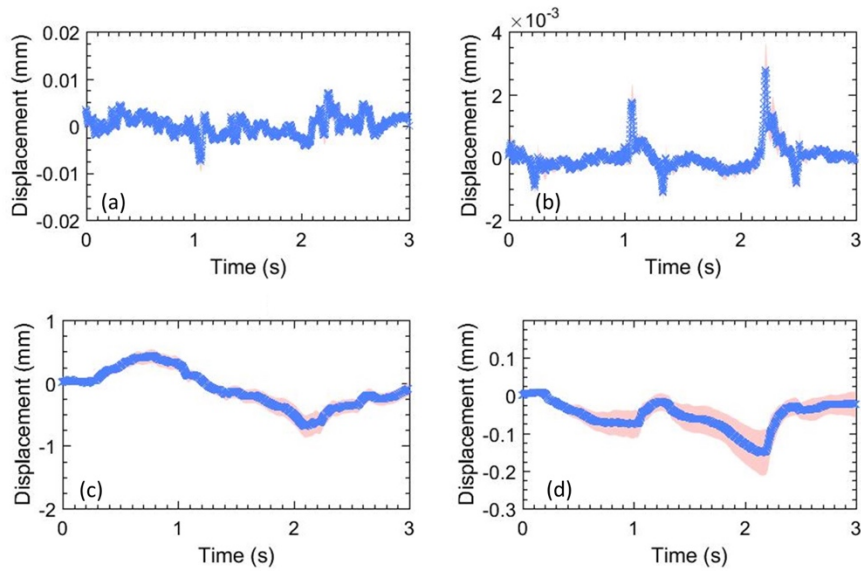 0.02
0.01
0
-0.01
-0.02
Displacement (mm)
(a)
0 1 2 3
Time (s)
×10⁻³
4
2
0
-2
Displacement (mm)
(b)
0 1 2 3
Time (s)
1
0
-1
-2
Displacement (mm)
(c)
0 1 2 3
Time (s)
0.1
0
-0.1
-0.2
-0.3
Displacement (mm)
(d)
0 1 2 3
Time (s)